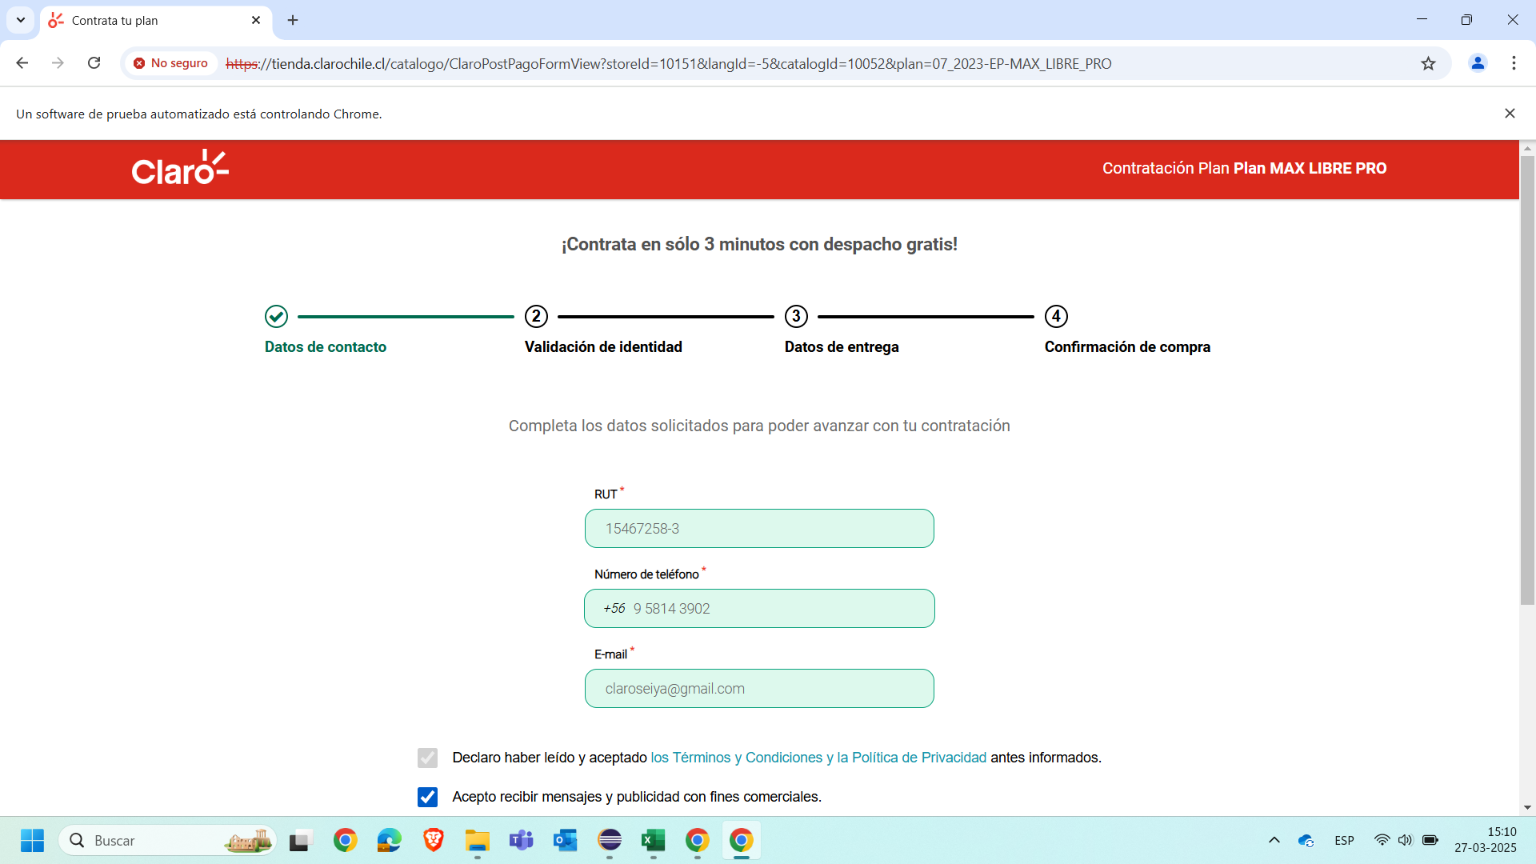 Contrata tu plan
No seguro
https://tienda.clarochile.cl/catalogo/ClaroPostPagoFormView?storeId=10151&langId=-5&catalogId=10052&plan=07_2023-EP-MAX_LIBRE_PRO
Un software de prueba automatizado está controlando Chrome.
Claro
Contratación Plan Plan MAX LIBRE PRO
¡Contrata en sólo 3 minutos con despacho gratis!
2 3 4
Datos de contacto Validación de identidad Datos de entrega Confirmación de compra
Completa los datos solicitados para poder avanzar con tu contratación
RUT *
15467258-3
Número de teléfono *
+56 9 5814 3902
E-mail *
claroseiya@gmail.com
Declaro haber leído y aceptado los Términos y Condiciones y la Política de Privacidad antes informados.
Acepto recibir mensajes y publicidad con fines comerciales.
Buscar
ESP
15:10
27-03-2025